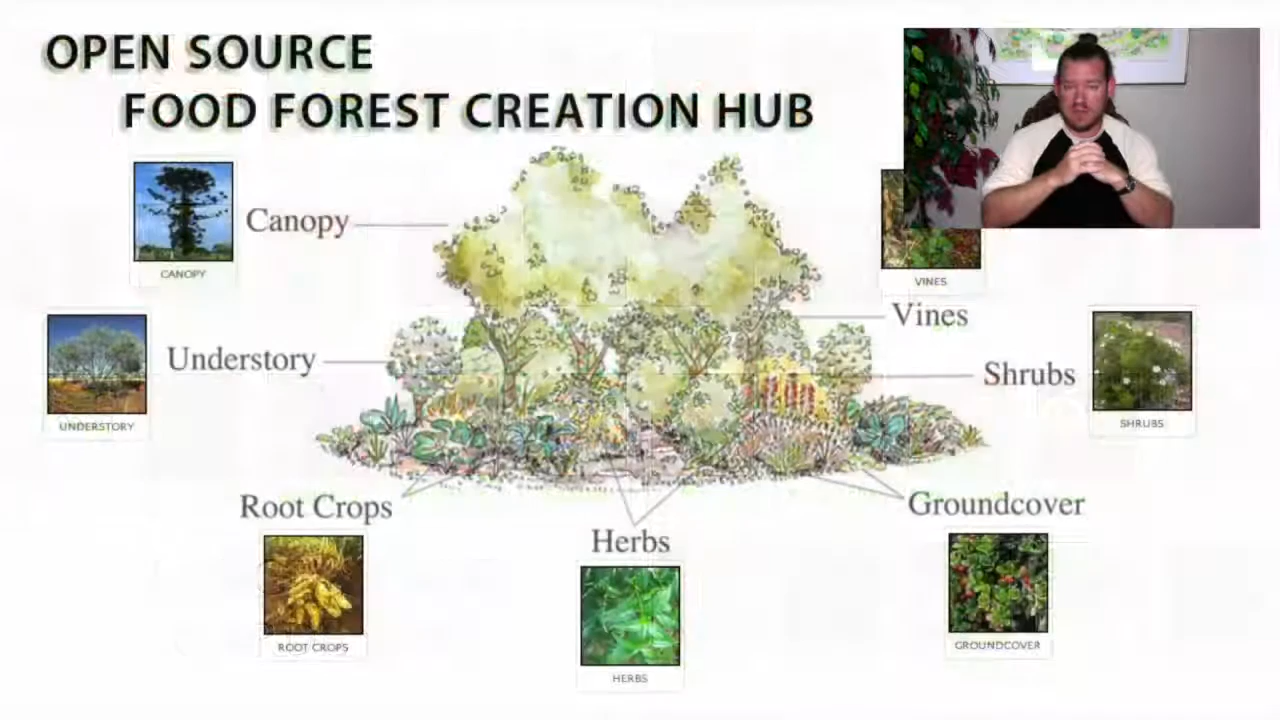 OPEN SOURCE
FOOD FOREST CREATION HUB
Canopy
CANOPY
VINES
Vines
Understory
UNDERSTORY
Shrubs
SHRUBS
Root Crops
ROOT CROPS
Herbs
HERBS
Groundcover
GROUNDCOVER